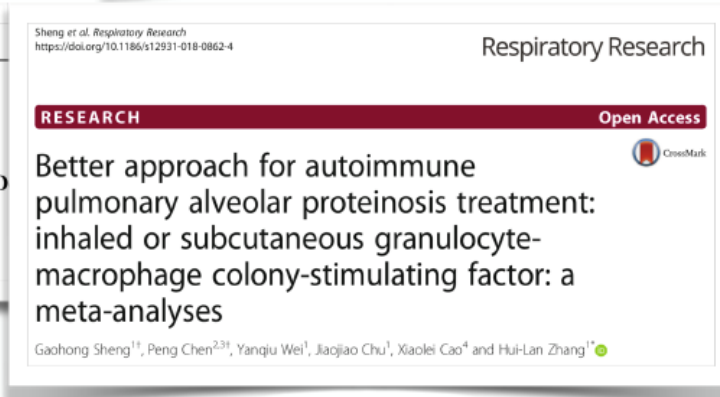 Sheng et al. Respiratory Research
https://doi.org/10.1186/s12931-018-0862-4
Respiratory Research
RESEARCH
Open Access
CrossMark
Better approach for autoimmune
pulmonary alveolar proteinosis treatment:
inhaled or subcutaneous granulocyte-
macrophage colony-stimulating factor: a
meta-analyses
Gaohong Sheng1†, Peng Chen2,3†, Yanqiu Wei1, Jiaojiao Chu1, Xiaolei Cao4 and Hui-Lan Zhang1*